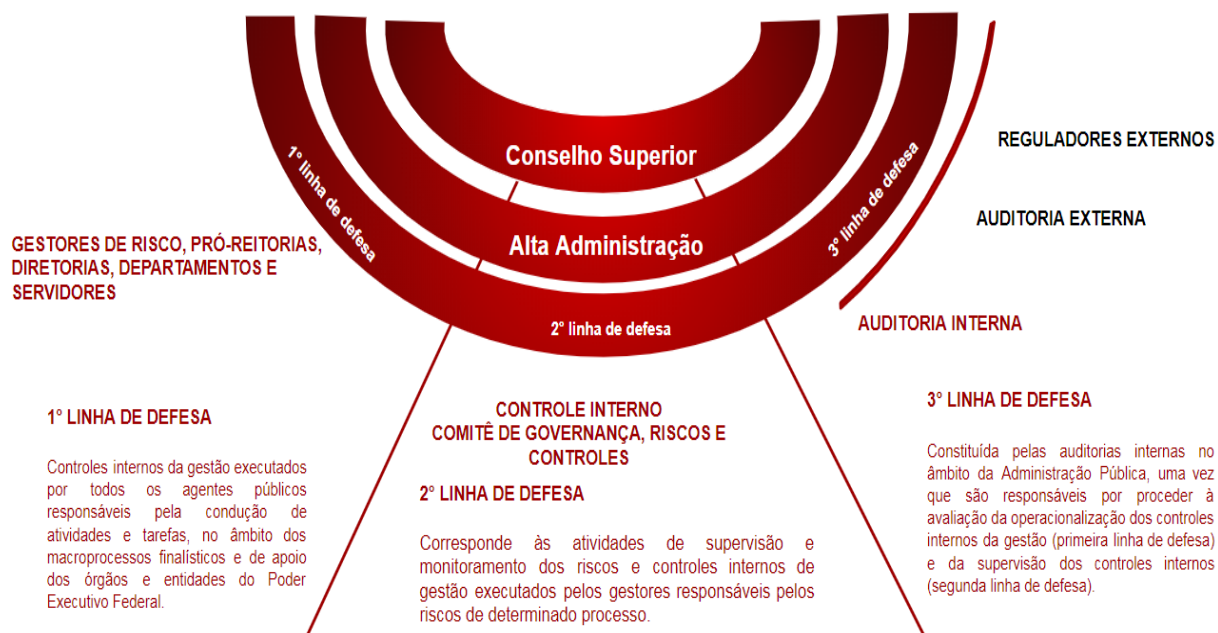 Conselho Superior
Alta Administração
1° linha de defesa
2° linha de defesa
3° linha de defesa
REGULADORES EXTERNOS
AUDITORIA EXTERNA
AUDITORIA INTERNA
GESTORES DE RISCO, PRÓ-REITORIAS,
DIRETORIAS, DEPARTAMENTOS E
SERVIDORES
1° LINHA DE DEFESA
Controles internos da gestão executados
por todos os agentes públicos
responsáveis pela condução de
atividades e tarefas, no âmbito dos
macroprocessos finalísticos e de apoio
dos órgãos e entidades do Poder
Executivo Federal.
CONTROLE INTERNO
COMITÊ DE GOVERNANÇA, RISCOS E
CONTROLES
2° LINHA DE DEFESA
Corresponde às atividades de supervisão e
monitoramento dos riscos e controles internos de
gestão executados pelos gestores responsáveis pelos
riscos de determinado processo.
3° LINHA DE DEFESA
Constituída pelas auditorias internas no
âmbito da Administração Pública, uma vez
que são responsáveis por proceder à
avaliação da operacionalização dos controles
internos da gestão (primeira linha de defesa)
e da supervisão dos controles internos
(segunda linha de defesa).